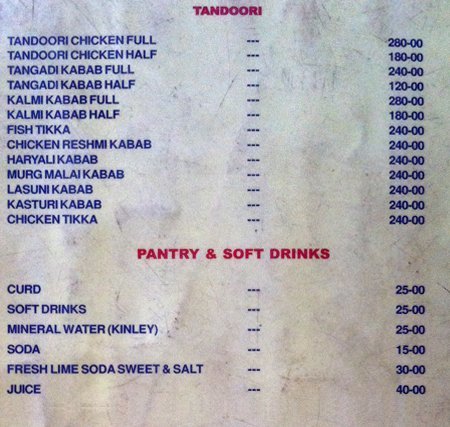 TANDOORI
TANDOORI CHICKEN FULL --- 280-00
TANDOORI CHICKEN HALF --- 180-00
TANGADI KABAB FULL --- 240-00
TANGADI KABAB HALF --- 120-00
KALMI KABAB FULL --- 280-00
KALMI KABAB HALF --- 180-00
FISH TIKKA --- 240-00
CHICKEN RESHMI KABAB --- 240-00
HARYALI KABAB --- 240-00
MURG MALAI KABAB --- 240-00
LASUNI KABAB --- 240-00
KASTURI KABAB --- 240-00
CHICKEN TIKKA --- 240-00
PANTRY & SOFT DRINKS
CURD --- 25-00
SOFT DRINKS --- 25-00
MINERAL WATER (KINLEY) --- 25-00
SODA --- 15-00
FRESH LIME SODA SWEET & SALT --- 30-00
JUICE --- 40-00